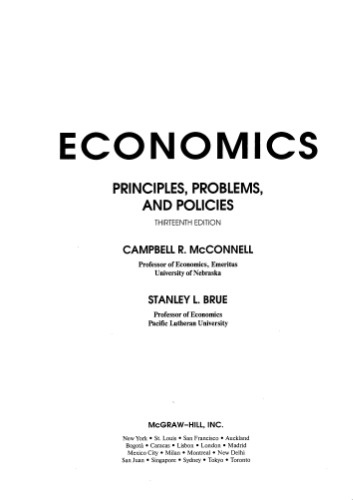 ECONOMICS
PRINCIPLES, PROBLEMS,
AND POLICIES
THIRTEENTH EDITION
CAMPBELL R. McCONNELL
Professor of Economics, Emeritus
University of Nebraska
STANLEY L. BRUE
Professor of Economics
Pacific Lutheran University
McGRAW-HILL, INC.
New York • St. Louis • San Francisco • Auckland
Bogotá • Caracas • Lisbon • London • Madrid
Mexico City • Milan • Montreal • New Delhi
San Juan • Singapore • Sydney • Tokyo • Toronto